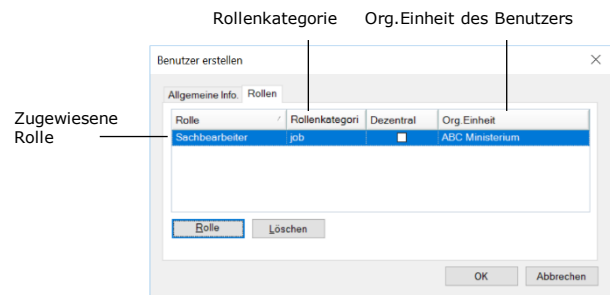 Rollenkategorie Org.Einheit des Benutzers
Benutzer erstellen
Allgemeine Info. Rollen
Zugewiesene
Rolle
Rolle Rollenkategori Dezentral Org.Einheit
Sachbearbeiter job ABC Ministerium
Rolle Löschen
OK Abbrechen